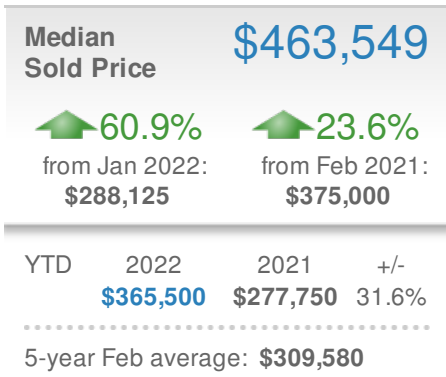 Median $463,549
Sold Price
60.9% 23.6%
from Jan 2022: from Feb 2021:
$288,125 $375,000
YTD 2022 2021 +/-
$365,500 $277,750 31.6%
5-year Feb average: $309,580